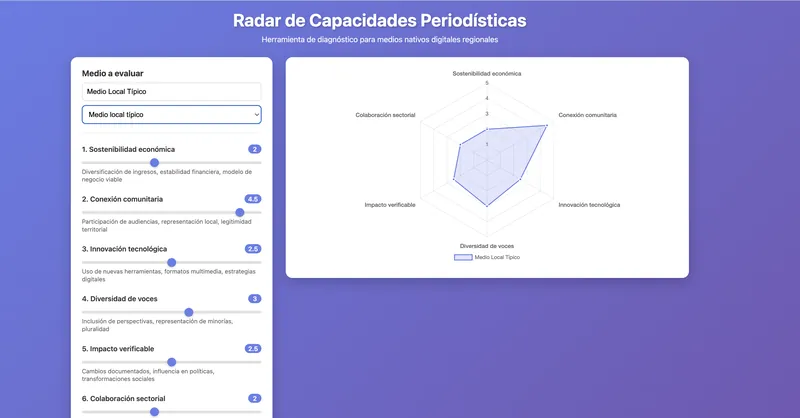 Radar de Capacidades Periodísticas
Herramienta de diagnóstico para medios nativos digitales regionales
Medio a evaluar
Medio Local Típico
Medio local típico
1. Sostenibilidad económica 2
Diversificación de ingresos, estabilidad financiera, modelo de
negocio viable
2. Conexión comunitaria 4.5
Participación de audiencias, representación local, legitimidad
territorial
3. Innovación tecnológica 2.5
Uso de nuevas herramientas, formatos multimedia, estrategias
digitales
4. Diversidad de voces 3
Inclusión de perspectivas, representación de minorías,
pluralidad
5. Impacto verificable 2.5
Cambios documentados, influencia en políticas,
transformaciones sociales
6. Colaboración sectorial 2
Sostenibilidad económica
5
4
3
1
Colaboración sectorial
Conexión comunitaria
Impacto verificable
Innovación tecnológica
Diversidad de voces
Medio Local Típico